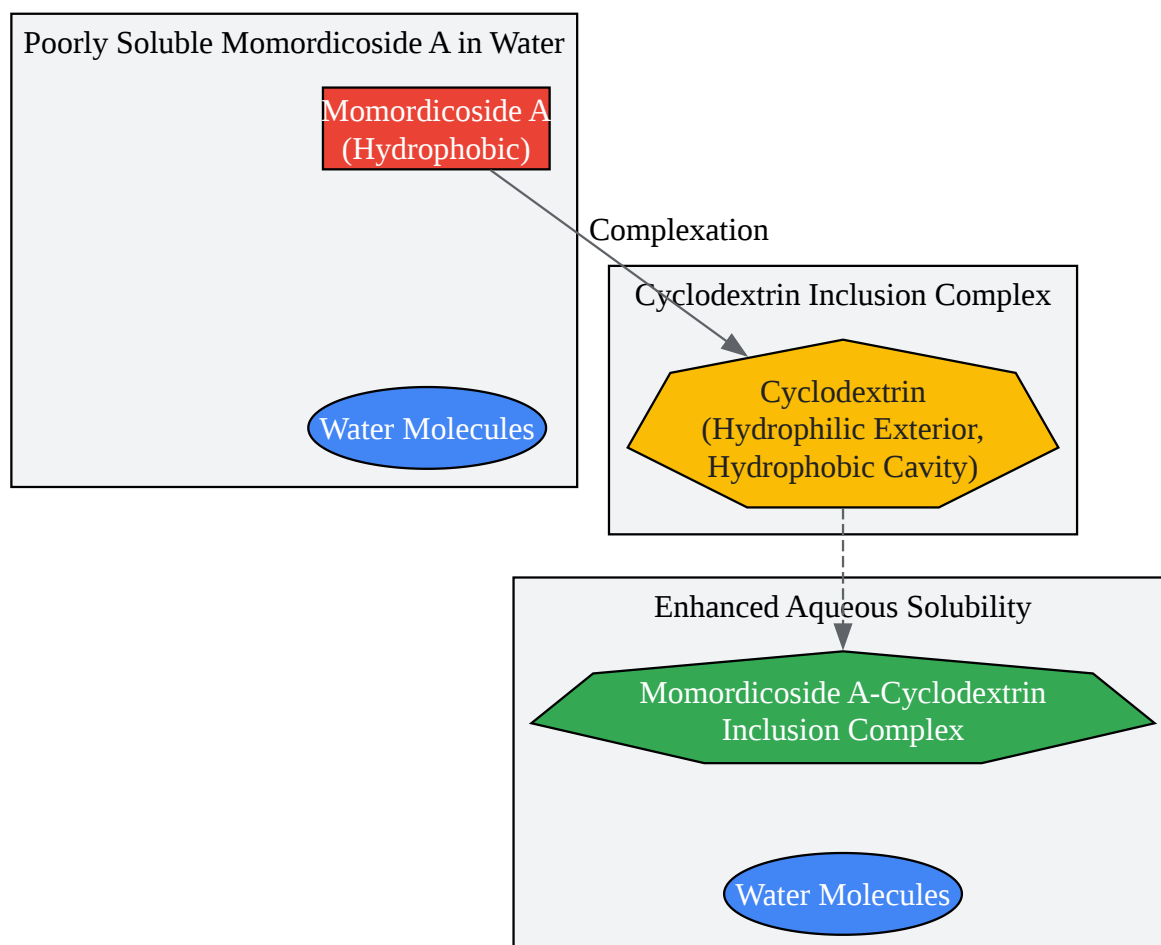 Poorly Soluble Momordicoside A in Water
Momordicoside A
(Hydrophobic)
Complexation
Water Molecules
Cyclodextrin Inclusion Complex
Cyclodextrin
(Hydrophilic Exterior,
Hydrophobic Cavity)
Enhanced Aqueous Solubility
Momordicoside A-Cyclodextrin
Inclusion Complex
Water Molecules